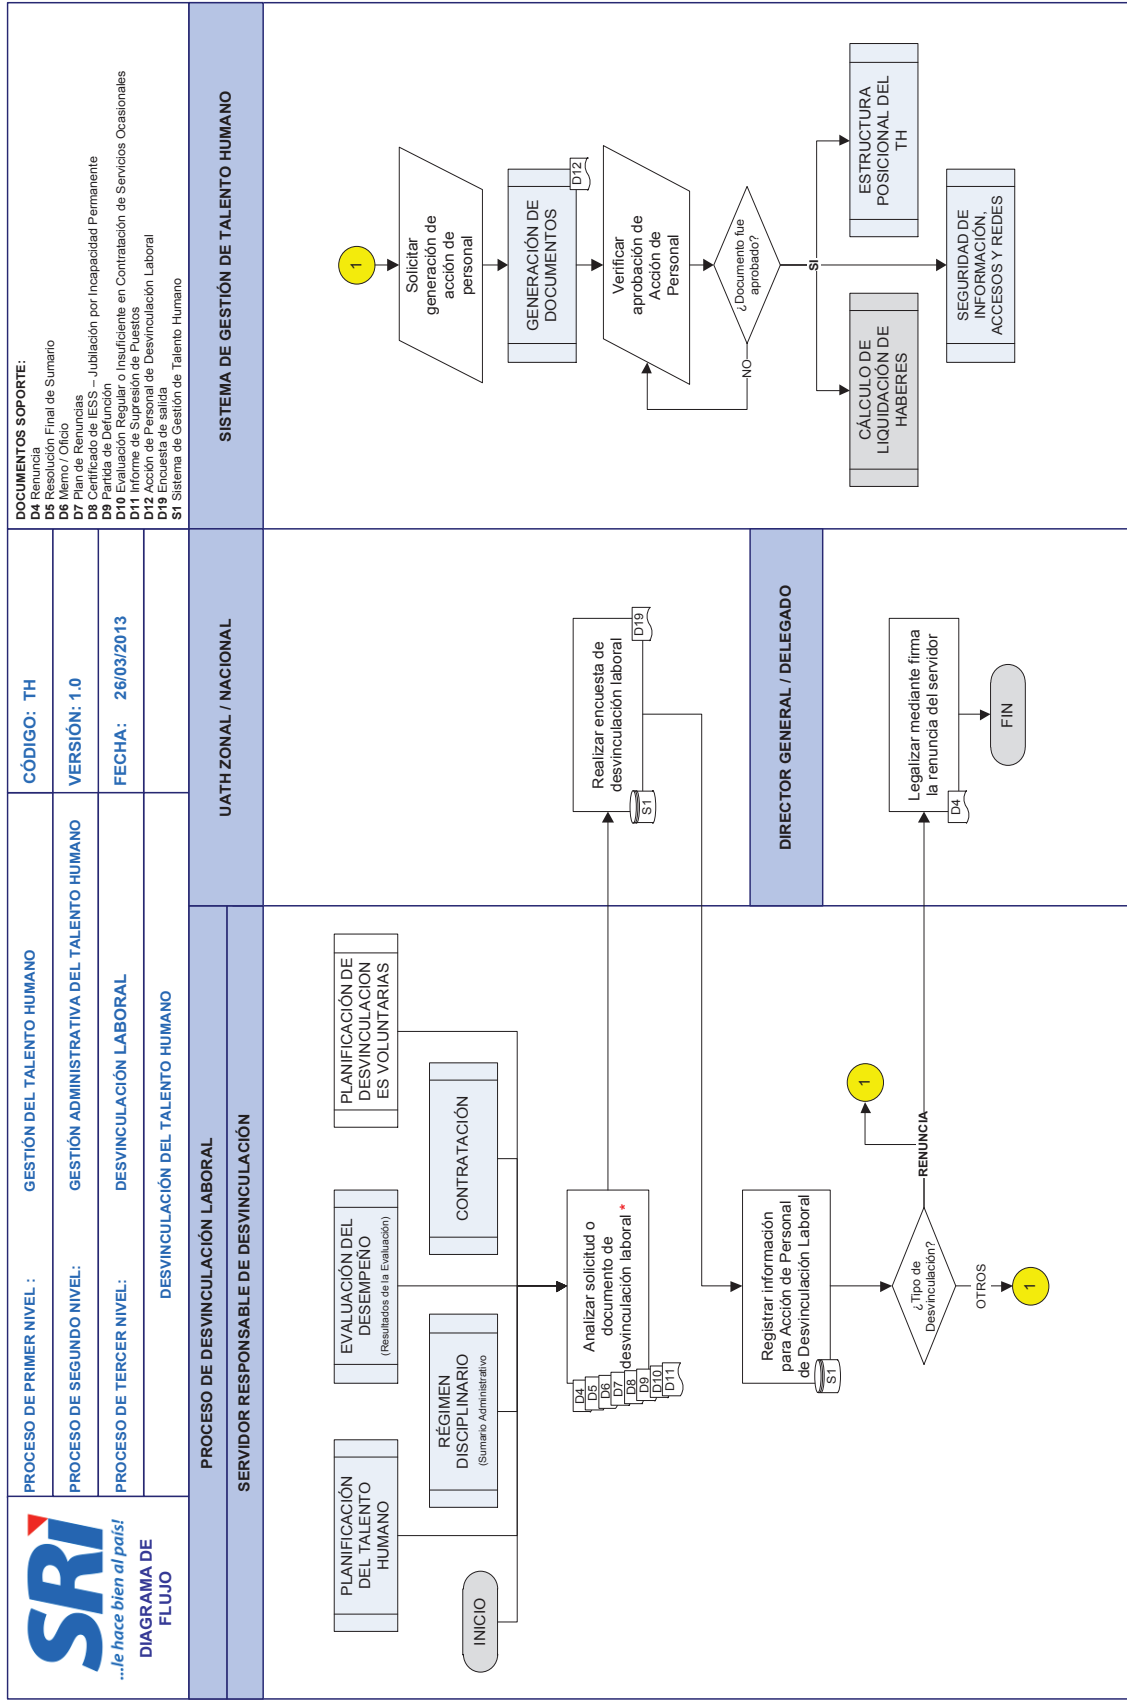 SRI
...le hace bien al país!
DIAGRAMA DE
FLUJO
PROCESO DE PRIMER NIVEL :
GESTIÓN DEL TALENTO HUMANO
CÓDIGO: TH
PROCESO DE SEGUNDO NIVEL:
GESTIÓN ADMINISTRATIVA DEL TALENTO HUMANO
VERSIÓN: 1.0
PROCESO DE TERCER NIVEL:
DESVINCULACIÓN LABORAL
FECHA: 26/03/2013
DESVINCULACIÓN DEL TALENTO HUMANO
DOCUMENTOS SOPORTE:
D4 Renuncia
D5 Resolución Final de Sumario
D6 Memo / Oficio
D7 Plan de Renuncias
D8 Certificado de IESS – Jubilación por Incapacidad Permanente
D9 Partida de Defunción
D10 Evaluación Regular o Insuficiente en Contratación de Servicios Ocasionales
D11 Informe de Supresión de Puestos
D12 Acción de Personal de Desvinculación Laboral
D19 Encuesta de salida
S1 Sistema de Gestión de Talento Humano
PROCESO DE DESVINCULACIÓN LABORAL
SERVIDOR RESPONSABLE DE DESVINCULACIÓN
UATH ZONAL / NACIONAL
SISTEMA DE GESTIÓN DE TALENTO HUMANO
INICIO
PLANIFICACIÓN
DEL TALENTO
HUMANO
RÉGIMEN
DISCIPLINARIO
(Sumario Administrativo
EVALUACIÓN DEL
DESEMPEÑO
(Resultados de la Evaluación)
CONTRATACIÓN
PLANIFICACIÓN DE
DESVINCULACION
ES VOLUNTARIAS
Analizar solicitud o
documento de
desvinculación laboral *
D4
D5
D6
D7
D8
D9
D10
D11
Realizar encuesta de
desvinculación laboral
S1
D19
Registrar información
para Acción de Personal
de Desvinculación Laboral
S1
¿Tipo de
Desvinculación?
RENUNCIA
1
OTROS
1
DIRECTOR GENERAL / DELEGADO
Legalizar mediante firma
la renuncia del servidor
D4
FIN
1
Solicitar
generación de
acción de
personal
GENERACIÓN DE
DOCUMENTOS
D12
Verificar
aprobación de
Acción de
Personal
¿Documento fue
aprobado?
NO
SI
CÁLCULO DE
LIQUIDACIÓN DE
HABERES
ESTRUCTURA
POSICIONAL DEL
TH
SEGURIDAD DE
INFORMACIÓN,
ACCESOS Y REDES